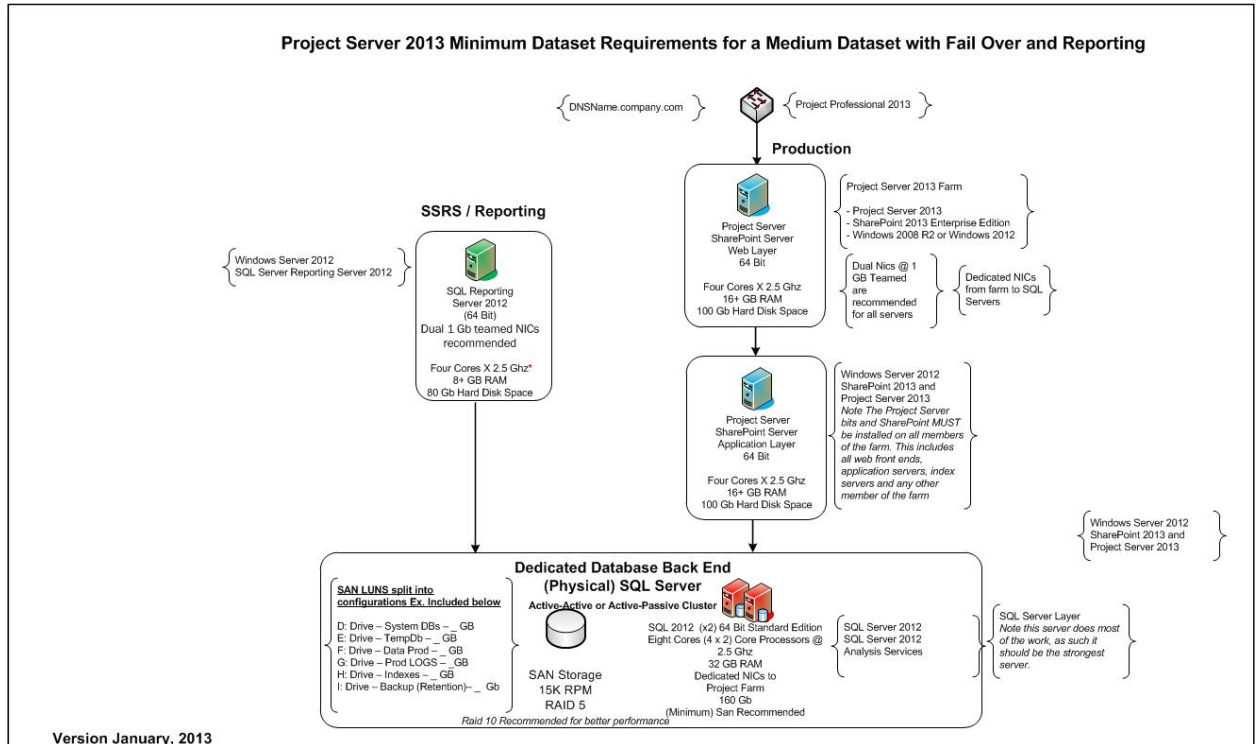 Project Server 2013 Minimum Dataset Requirements for a Medium Dataset with Fail Over and Reporting
DNSName.company.com
Project Professional 2013
Production
Project Server
SharePoint Server
Web Layer
64 Bit
Four Cores X 2.5 Ghz
16+ GB RAM
100 Gb Hard Disk Space
Project Server 2013 Farm
- Project Server 2013
- SharePoint 2013 Enterprise Edition
- Windows 2008 R2 or Windows 2012
Dual Nics @ 1
GB Teamed
are
recommended
for all servers
Dedicated NICs
from farm to SQL
Servers
SSRS / Reporting
Windows Server 2012
SQL Server Reporting Server 2012
SQL Reporting
Server 2012
(64 Bit)
Dual 1 Gb teamed NICs
recommended
Four Cores X 2.5 Ghz*
8+ GB RAM
80 Gb Hard Disk Space
Project Server
SharePoint Server
Application Layer
64 Bit
Four Cores X 2.5 Ghz
16+ GB RAM
100 Gb Hard Disk Space
Windows Server 2012
SharePoint 2013 and
Project Server 2013
Note The Project Server
bits and SharePoint MUST
be installed on all members
of the farm. This includes
all web front ends,
application servers, index
servers and any other
member of the farm
Windows Server 2012
SharePoint 2013 and
Project Server 2013
Dedicated Database Back End
(Physical) SQL Server
Active-Active or Active-Passive Cluster
SAN LUNS split into
configurations Ex. Included below
D: Drive – System DBs – _ GB
E: Drive – TempDb – _ GB
F: Drive – Data Prod – _ GB
G: Drive – Prod LOGS – _GB
H: Drive – Indexes – _ GB
I: Drive – Backup (Retention)– _ Gb
SAN Storage
15K RPM
RAID 5
SQL 2012 (x2) 64 Bit Standard Edition
Eight Cores (4 x 2) Core Processors @
2.5 Ghz
32 GB RAM
Dedicated NICs to
Project Farm
160 Gb
(Minimum) San Recommended
Raid 10 Recommended for better performance
SQL Server 2012
SQL Server 2012
Analysis Services
SQL Server Layer
Note this server does most
of the work, as such it
should be the strongest
server.
Version January, 2013